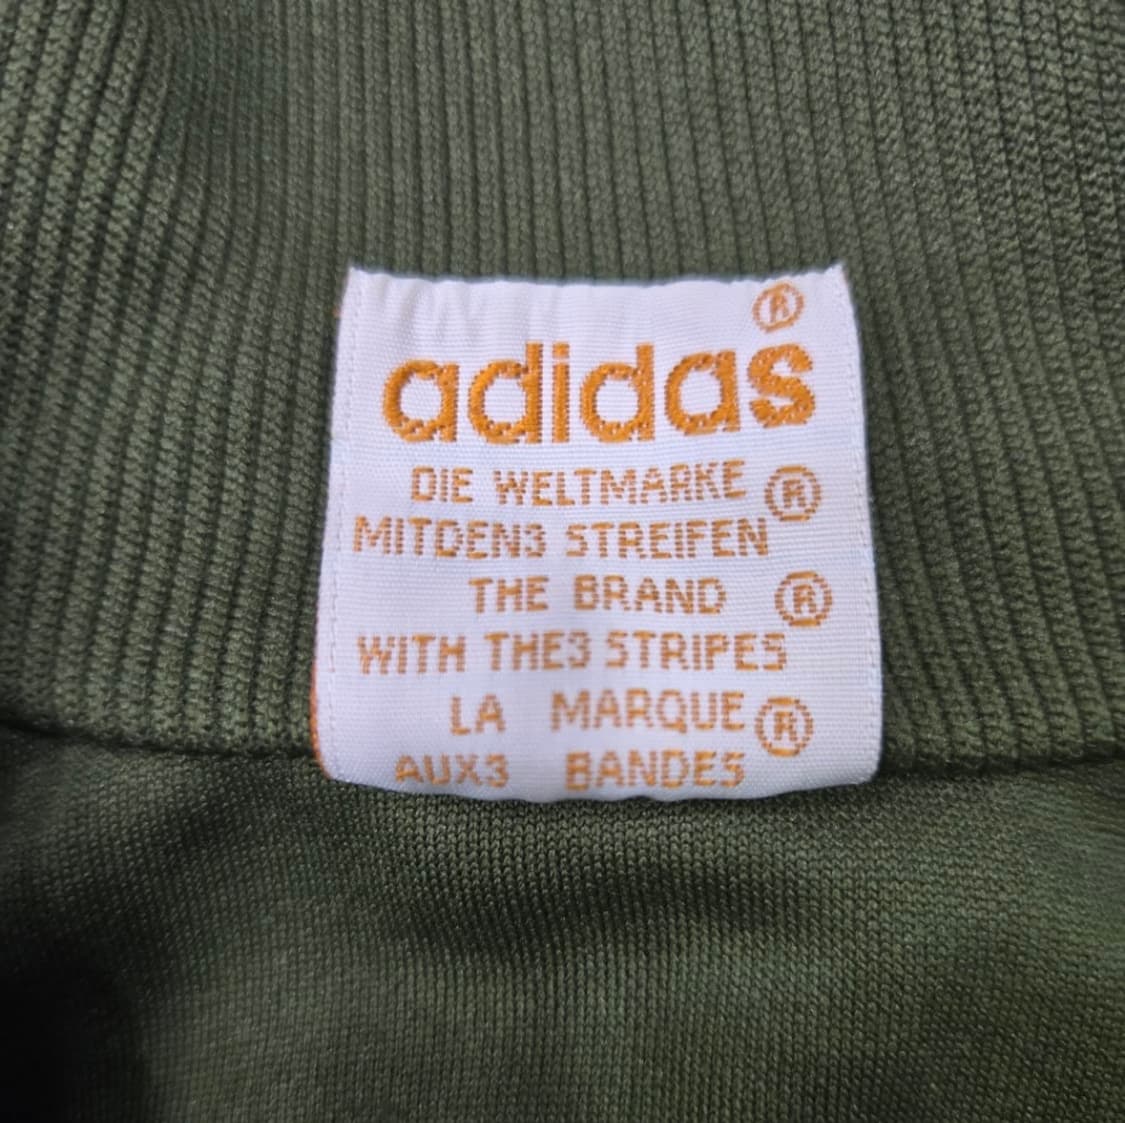 ®
adidas
DIE WELTMARKE ®
MITDEN3 STREIFEN
THE BRAND ®
WITH THE3 STRIPES
LA MARQUE ®
AUX3 BANDES